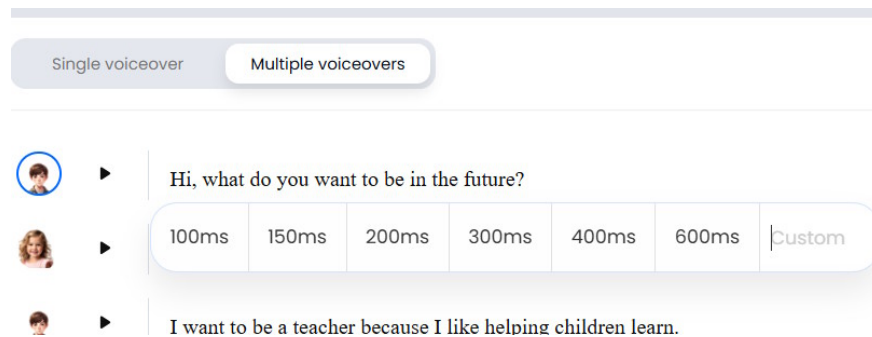 Single voiceover Multiple voiceovers
Hi, what do you want to be in the future?
100ms 150ms 200ms 300ms 400ms 600ms Custom
I want to be a teacher because I like helping children learn.